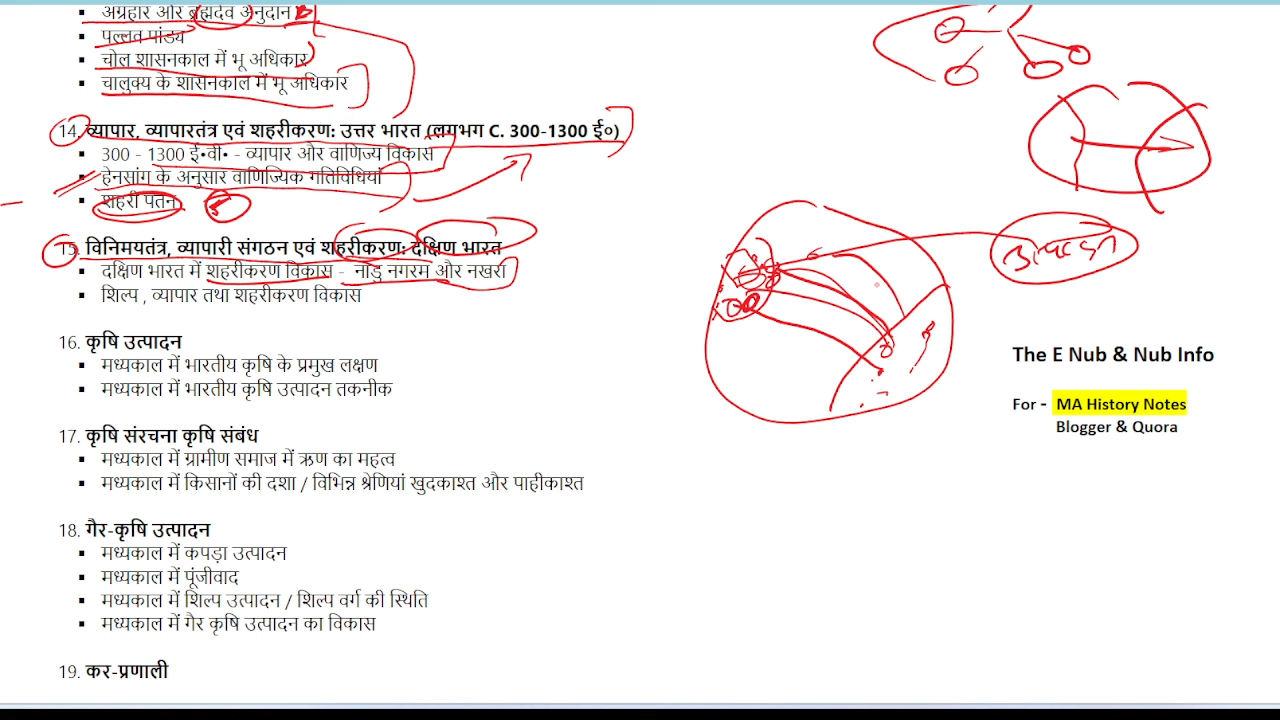 ▪ अग्रहार और ब्रह्मदेव अनुदान
▪ पल्लव पांड्य
▪ चोल शासनकाल में भू अधिकार
▪ चालुक्य के शासनकाल में भू अधिकार
14. व्यापार, व्यापारतंत्र एवं शहरीकरण: उत्तर भारत (लगभग C. 300-1300 ई०)
▪ 300 - 1300 ई॰वी॰ - व्यापार और वाणिज्य विकास
▪ हेनसांग के अनुसार वाणिज्यिक गतिविधियां
▪ शहरी पतन
15. विनिमयतंत्र, व्यापारी संगठन एवं शहरीकरण: दक्षिण भारत
▪ दक्षिण भारत में शहरीकरण विकास - नाडु नगरम और नखरा
▪ शिल्प , व्यापार तथा शहरीकरण विकास
16. कृषि उत्पादन
▪ मध्यकाल में भारतीय कृषि के प्रमुख लक्षण
▪ मध्यकाल में भारतीय कृषि उत्पादन तकनीक
The E Nub & Nub Info
For - MA History Notes
Blogger & Quora
17. कृषि संरचना कृषि संबंध
▪ मध्यकाल में ग्रामीण समाज में ऋण का महत्व
▪ मध्यकाल में किसानों की दशा / विभिन्न श्रेणियां खुदकाश्त और पाहीकाश्त
18. गैर-कृषि उत्पादन
▪ मध्यकाल में कपड़ा उत्पादन
▪ मध्यकाल में पूंजीवाद
▪ मध्यकाल में शिल्प उत्पादन / शिल्प वर्ग की स्थिति
▪ मध्यकाल में गैर कृषि उत्पादन का विकास
19. कर-प्रणाली